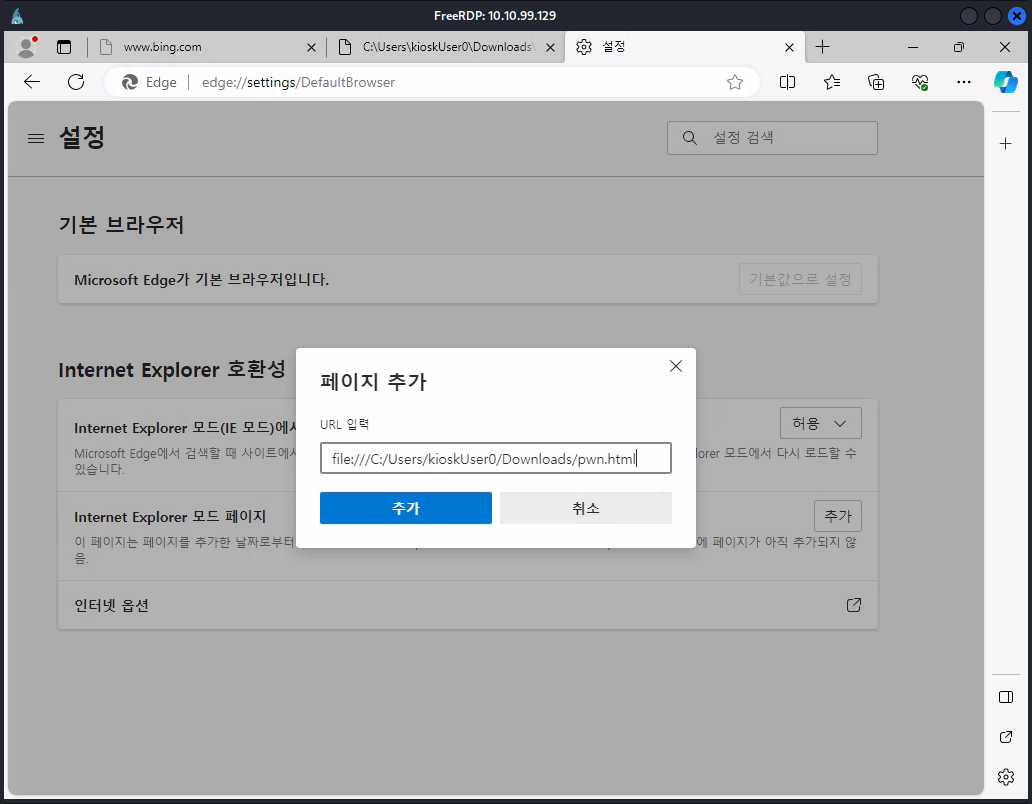 FreeRDP: 10.10.99.129
www.bing.com
C:\Users\kioskUser0\Downloads\
설정
Edge
edge://settings/DefaultBrowser
설정
설정 검색
기본 브라우저
Microsoft Edge가 기본 브라우저입니다.
기본값으로 설정
Internet Explorer 호환성
Internet Explorer 모드(IE 모드)에서
허용
Microsoft Edge에서 검색할 때 사이트에서
lorer 모드에서 다시 로드할 수
있습니다.
Internet Explorer 모드 페이지
추가
이 페이지는 페이지를 추가한 날짜로부터
에 페이지가 아직 추가되지 않
음.
인터넷 옵션
페이지 추가
URL 입력
file:///C:/Users/kioskUser0/Downloads/pwn.html
추가
취소